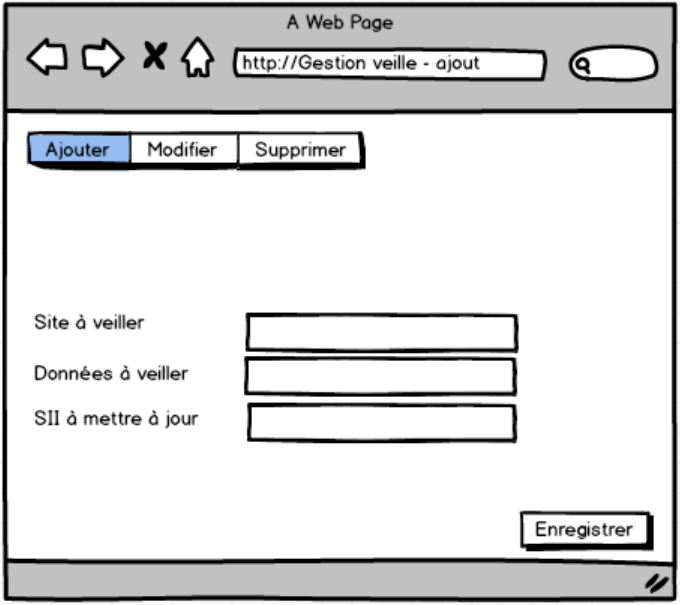 A Web Page
http://Gestion veille - ajout
Ajouter Modifier Supprimer
Site à veiller
Données à veiller
SII à mettre à jour
Enregistrer